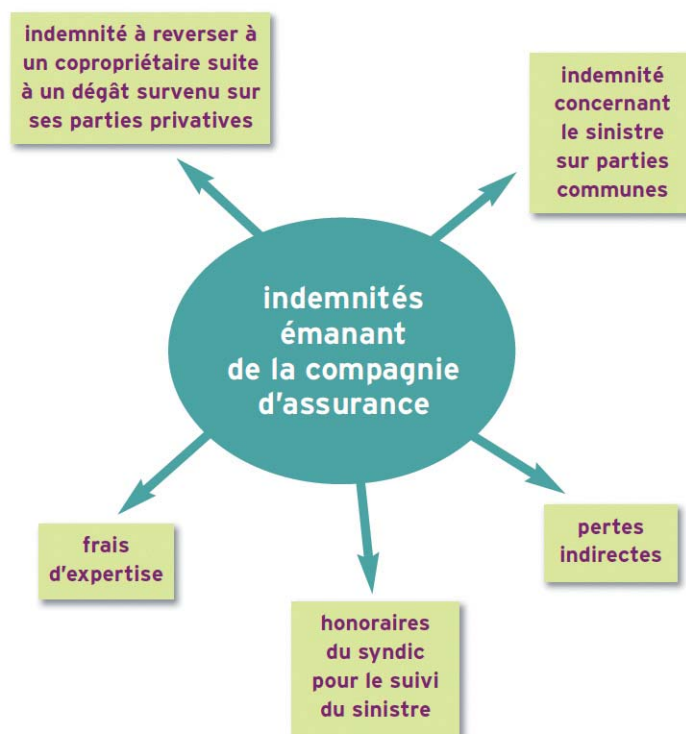 indemnité à reverser à
un copropriétaire suite
à un dégât survenu sur
ses parties privatives
indemnité
concernant
le sinistre
sur parties
communes
indemnités
émanant
de la compagnie
d'assurance
frais
d'expertise
honoraires
du syndic
pour le suivi
du sinistre
pertes
indirectes